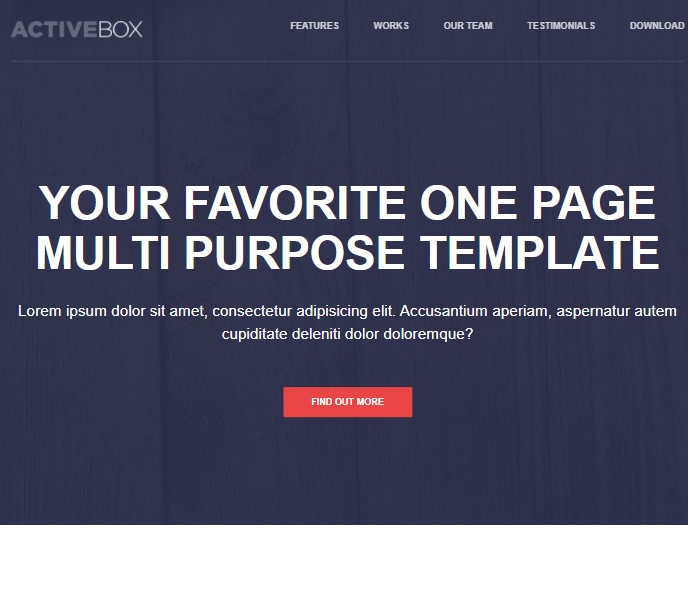 ACTIVEBOX
FEATURES WORKS OUR TEAM TESTIMONIALS DOWNLOAD
YOUR FAVORITE ONE PAGE
MULTI PURPOSE TEMPLATE
Lorem ipsum dolor sit amet, consectetur adipisicing elit. Accusantium aperiam, aspernatur autem
cupiditate deleniti dolor doloremque?
FIND OUT MORE